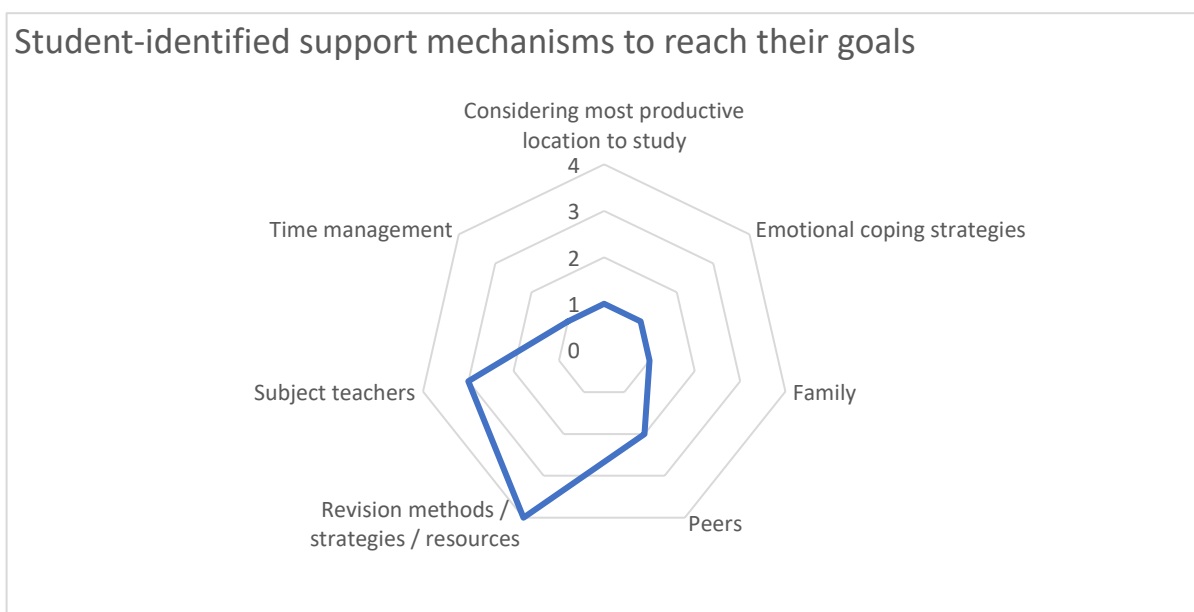 Student-identified support mechanisms to reach their goals
Considering most productive
location to study
4
3
2
1
0
Time management
Emotional coping strategies
Subject teachers
Family
Revision methods /
strategies / resources
Peers